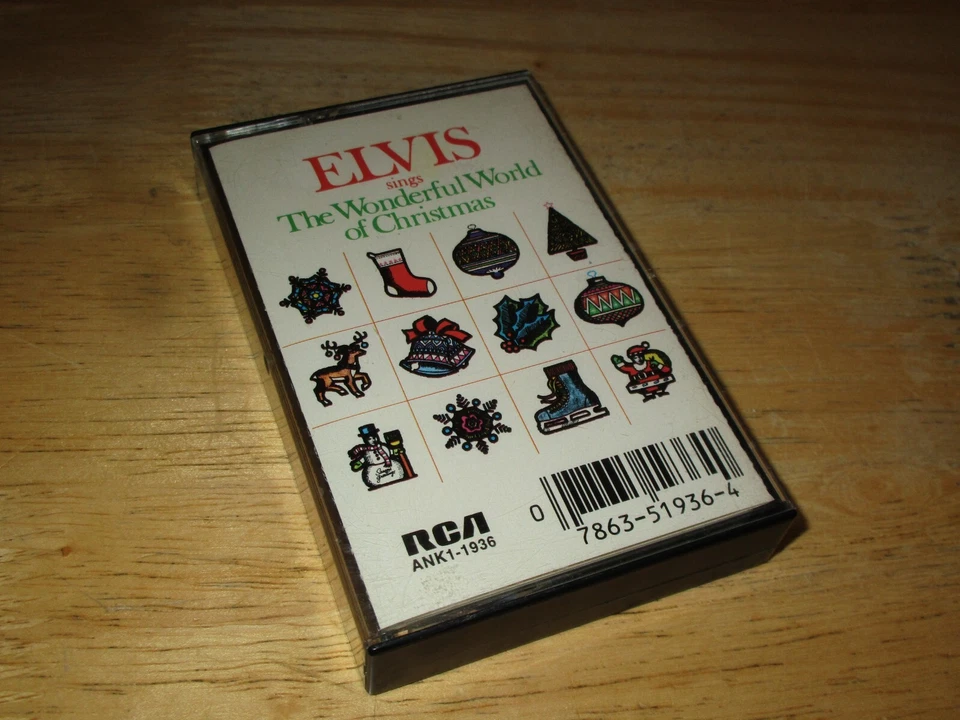 ELVIS
sings
The Wonderful World
of Christmas
RCA
ANK1-1936
0 7863-51936-4